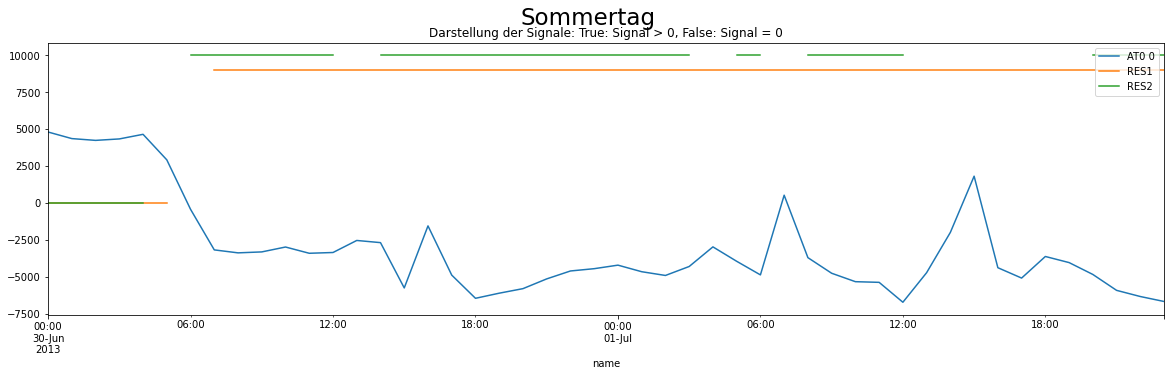 Sommertag
Darstellung der Signale: True: Signal > 0, False: Signal = 0
10000
7500
5000
2500
0
−2500
−5000
−7500
AT0 0
RES1
RES2
00:00 06:00 12:00 18:00 00:00 06:00 12:00 18:00
30-Jun 01-Jul
2013
name